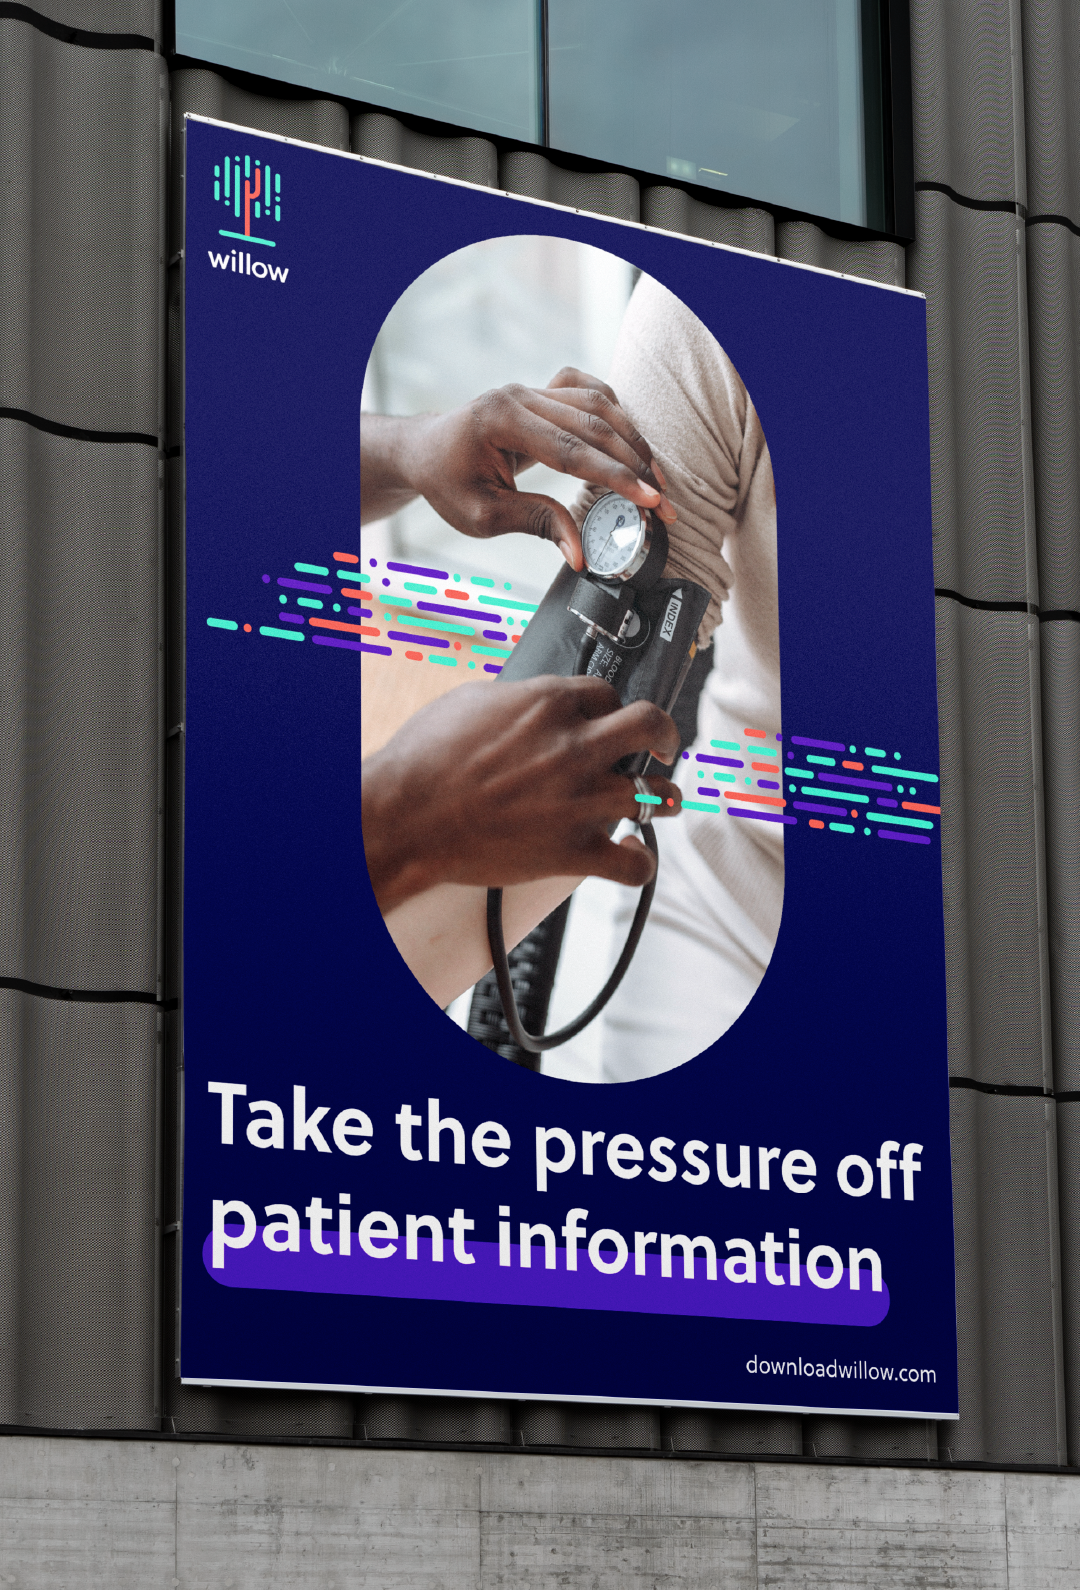 willow
INDEX
Take the pressure off
patient information
downloadwillow.com